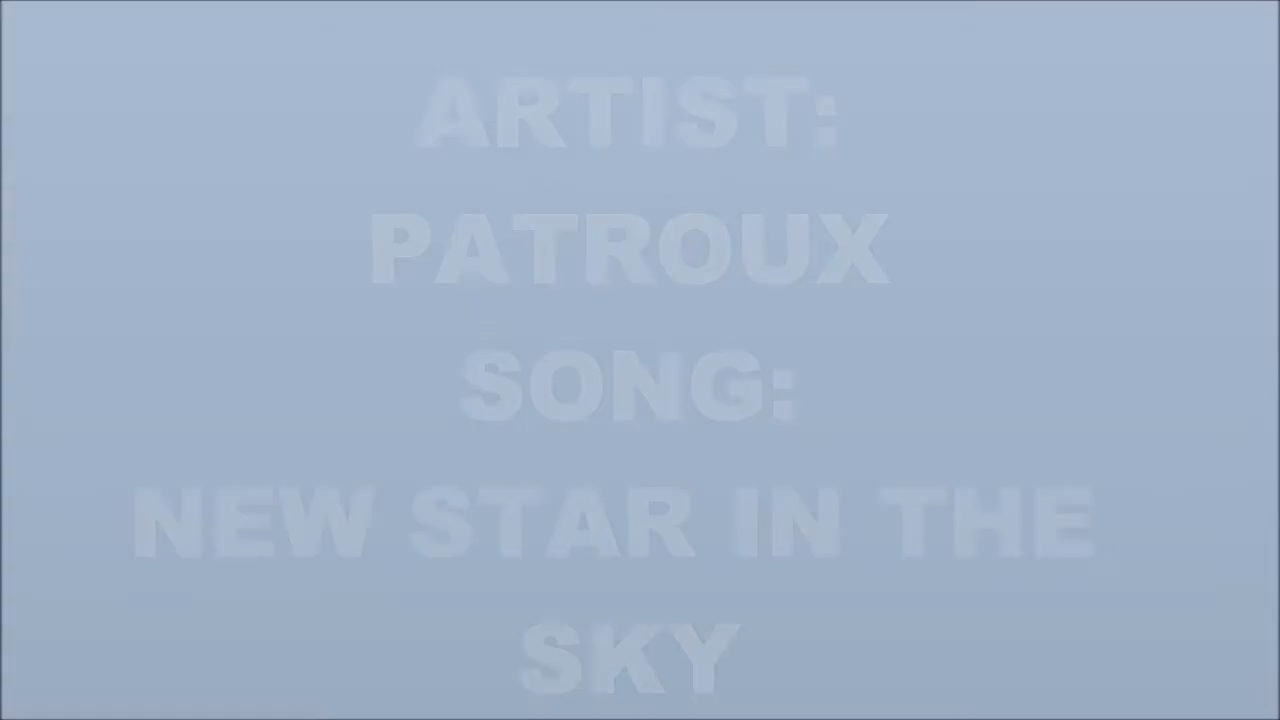 ARTIST:
PATROUX
SONG:
NEW STAR IN THE
SKY